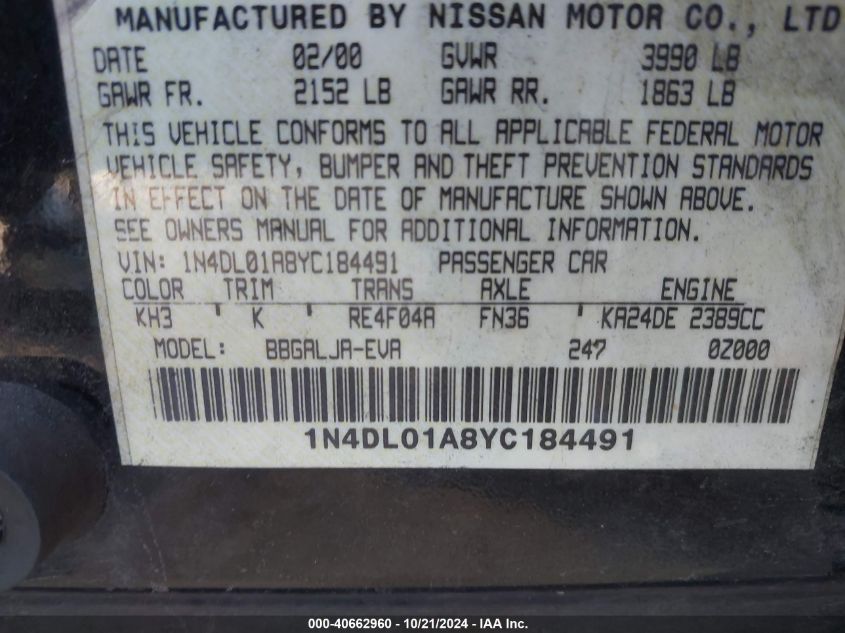 MANUFACTURED BY NISSAN MOTOR CO., LTD
DATE 02/00 GVWR 3990 LB
GAWR FR. 2152 LB GAWR RR. 1863 LB
THIS VEHICLE CONFORMS TO ALL APPLICABLE FEDERAL MOTOR
VEHICLE SAFETY, BUMPER AND THEFT PREVENTION STANDARDS
IN EFFECT ON THE DATE OF MANUFACTURE SHOWN ABOVE.
SEE OWNERS MANUAL FOR ADDITIONAL INFORMATION.
VIN: 1N4DL01A8YC184491 PASSENGER CAR
COLOR TRIM TRANS AXLE ENGINE
KH3 ' K ' RE4F04A FN36 ' KA24DE 2389CC
MODEL: BBGALJA-EVA 247 0Z000
1N4DL01A8YC184491
000-40662960 - 10/21/2024 - IAA Inc.